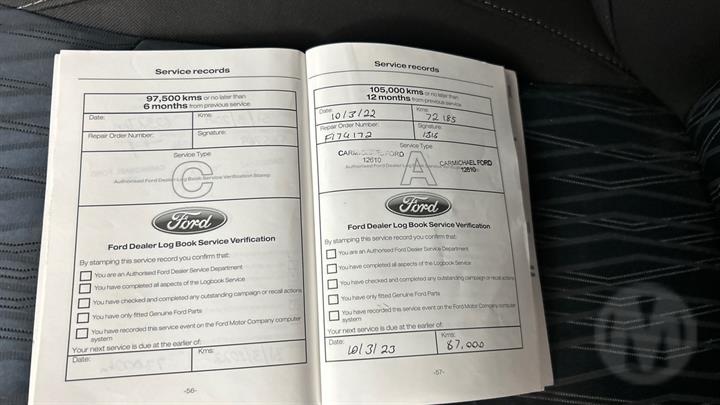 Service records
97,500 kms or no later than
6 months from previous service
Date: Kms:
Repair Order Number: Signature:
Service Type
C
Authorised Ford Dealer Log Book Service Verification Stamp
Ford
Ford Dealer Log Book Service Verification
By stamping this service record you confirm that:
You are an Authorised Ford Dealer Service Department
You have completed all aspects of the Logbook Service
You have checked and completed any outstanding campaign or recall actions
You have only fitted Genuine Ford Parts
You have recorded this service event on the Ford Motor Company computer
system
Your next service is due at the earlier of:
Date: Kms:
-56-
Service records
105,000 kms or no later than
12 months from previous service
Date: Kms:
10/3/22 72 185
Repair Order Number: Signature:
F174172
Service Type
CARMICHAEL FORD
12610
A
Authorised Ford Dealer Log Book Service
CARMICHAEL FORD
12610
Ford
Ford Dealer Log Book Service Verification
By stamping this service record you confirm that:
You are an Authorised Ford Dealer Service Department
You have completed all aspects of the Logbook Service
You have checked and completed any outstanding campaign or recall actions
You have only fitted Genuine Ford Parts
You have recorded this service event on the Ford Motor Company computer
system
Your next service is due at the earlier of:
Date: Kms:
10/3/23 87,000
-57-
M